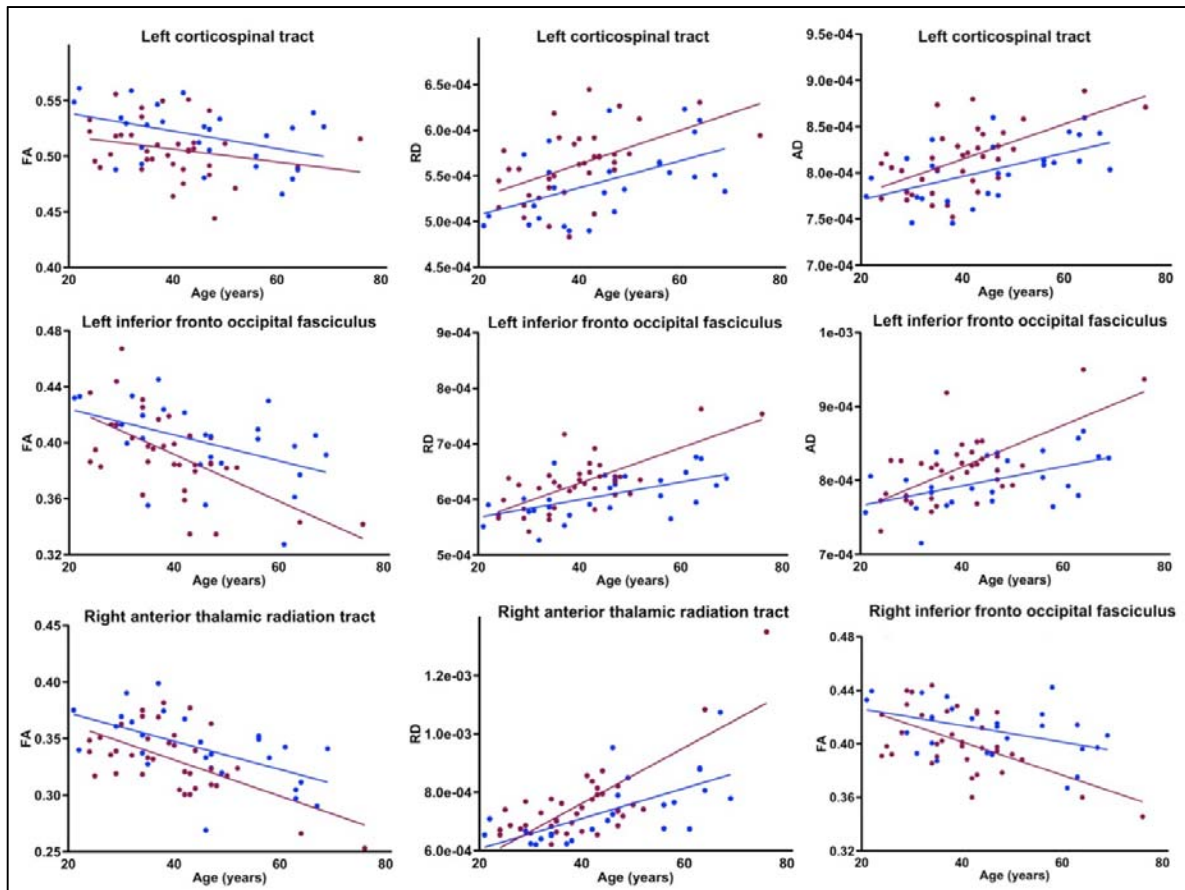 Left corticospinal tract
FA
0.55
0.50
0.45
0.40
20 40 60 80
Age (years)
Left corticospinal tract
RD
6.5e-04
6.0e-04
5.5e-04
5.0e-04
4.5e-04
20 40 60 80
Age (years)
Left corticospinal tract
AD
9.5e-04
9.0e-04
8.5e-04
8.0e-04
7.5e-04
7.0e-04
20 40 60 80
Age (years)
Left inferior fronto occipital fasciculus
FA
0.48
0.44
0.40
0.36
0.32
20 40 60 80
Age (years)
Left inferior fronto occipital fasciculus
RD
9e-04
8e-04
7e-04
6e-04
5e-04
20 40 60 80
Age (years)
Left inferior fronto occipital fasciculus
AD
1e-03
9e-04
8e-04
7e-04
20 40 60 80
Age (years)
Right anterior thalamic radiation tract
FA
0.45
0.40
0.35
0.30
0.25
20 40 60 80
Age (years)
Right anterior thalamic radiation tract
RD
1.2e-03
9.0e-04
6.0e-04
20 40 60 80
Age (years)
Right inferior fronto occipital fasciculus
FA
0.48
0.44
0.40
0.36
0.32
20 40 60 80
Age (years)